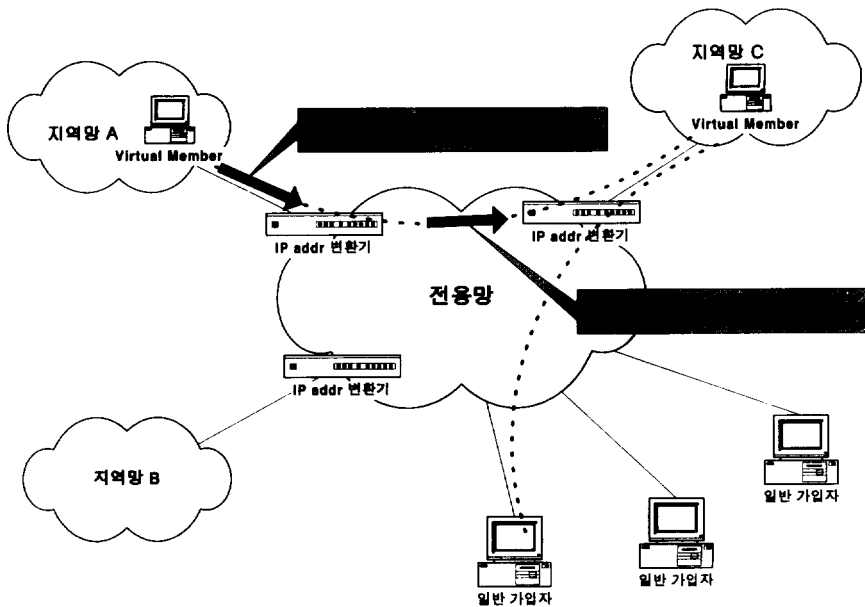 지역망 C
Virtual Member
지역망 A
Virtual Member
IP addr 변환기
IP addr 변환기
전용망
IP addr 변환기
지역망 B
일반 가입자
일반 가입자
일반 가입자